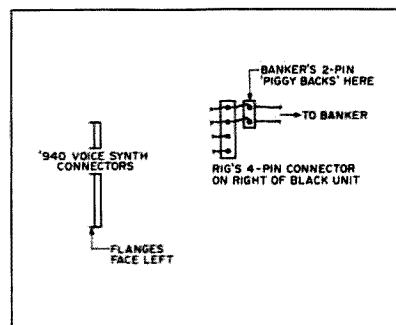 BANKER'S 2-PIN
'PIGGY BACKS' HERE
TO BANKER
'940 VOICE SYNTH
CONNECTORS
RIG'S 4-PIN CONNECTOR
ON RIGHT OF BLACK UNIT
FLANGES
FACE LEFT